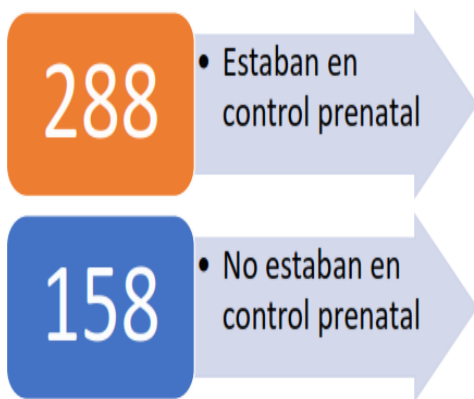 288
• Estaban en
control prenatal
158
• No estaban en
control prenatal